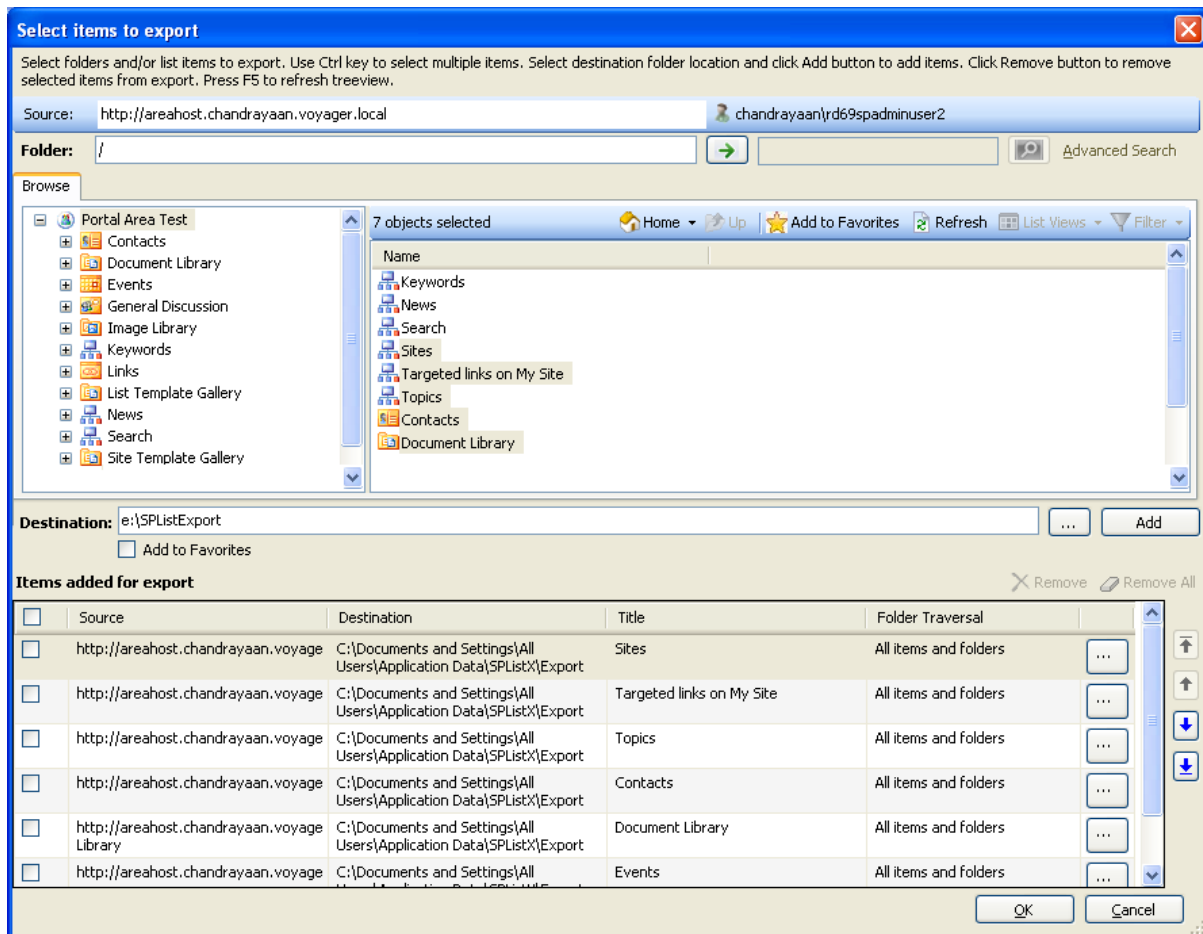 Select items to export
Select folders and/or list items to export. Use Ctrl key to select multiple items. Select destination folder location and click Add button to add items. Click Remove button to remove
selected items from export. Press F5 to refresh treeview.
Source: http://areahost.chandrayaan.voyager.local chandrayaan\rd69spadminuser2
Folder: / Advanced Search
Browse
Portal Area Test
Contacts
Document Library
Events
General Discussion
Image Library
Keywords
Links
List Template Gallery
News
Search
Site Template Gallery
7 objects selected Home Up Add to Favorites Refresh List Views Filter
Name
Keywords
News
Search
Sites
Targeted links on My Site
Topics
Contacts
Document Library
Destination: e:\SPListExport ... Add
Add to Favorites
Items added for export Remove Remove All
Source Destination Title Folder Traversal
http://areahost.chandrayaan.voyage C:\Documents and Settings\All Sites All items and folders ...
Users\Application Data\SPListX\Export
http://areahost.chandrayaan.voyage C:\Documents and Settings\All Targeted links on My Site All items and folders ...
Users\Application Data\SPListX\Export
http://areahost.chandrayaan.voyage C:\Documents and Settings\All Topics All items and folders ...
Users\Application Data\SPListX\Export
http://areahost.chandrayaan.voyage C:\Documents and Settings\All Contacts All items and folders ...
Users\Application Data\SPListX\Export
http://areahost.chandrayaan.voyage C:\Documents and Settings\All Document Library All items and folders ...
Library Users\Application Data\SPListX\Export
http://areahost.chandrayaan.voyage C:\Documents and Settings\All Events All items and folders ...
OK Cancel